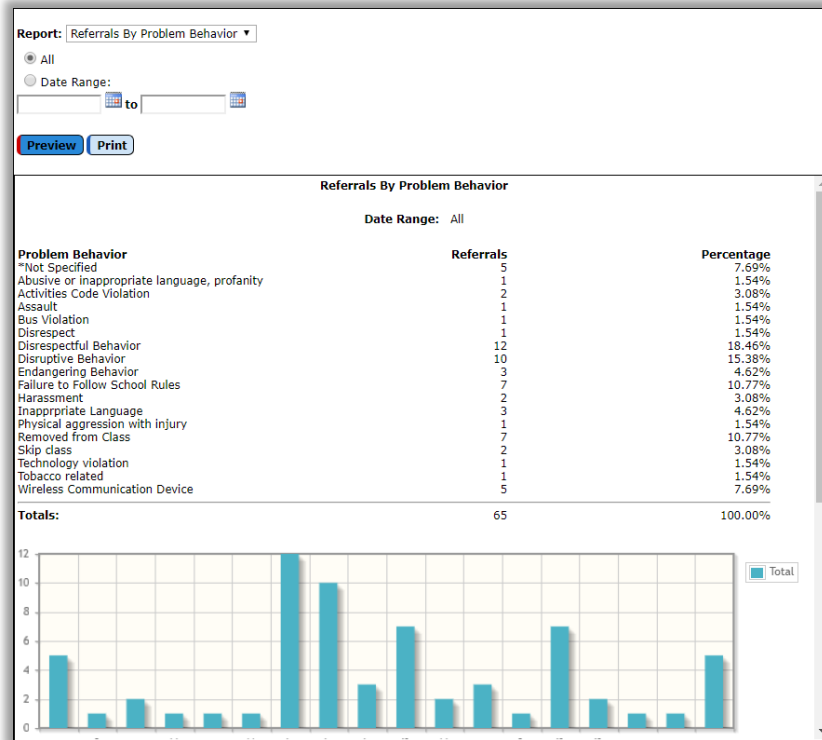 Report: Referrals By Problem Behavior
All
Date Range:
to
Preview Print
Referrals By Problem Behavior
Date Range: All
Problem Behavior Referrals Percentage
*Not Specified 5 7.69%
Abusive or inappropriate language, profanity 1 1.54%
Activities Code Violation 2 3.08%
Assault 1 1.54%
Bus Violation 1 1.54%
Disrespect 1 1.54%
Disrespectful Behavior 12 18.46%
Disruptive Behavior 10 15.38%
Endangering Behavior 3 4.62%
Failure to Follow School Rules 7 10.77%
Harassment 2 3.08%
Inapprpriate Language 3 4.62%
Physical aggression with injury 1 1.54%
Removed from Class 7 10.77%
Skip class 2 3.08%
Technology violation 1 1.54%
Tobacco related 1 1.54%
Wireless Communication Device 5 7.69%
Totals: 65 100.00%
12
Total
10
8
6
4
2
0